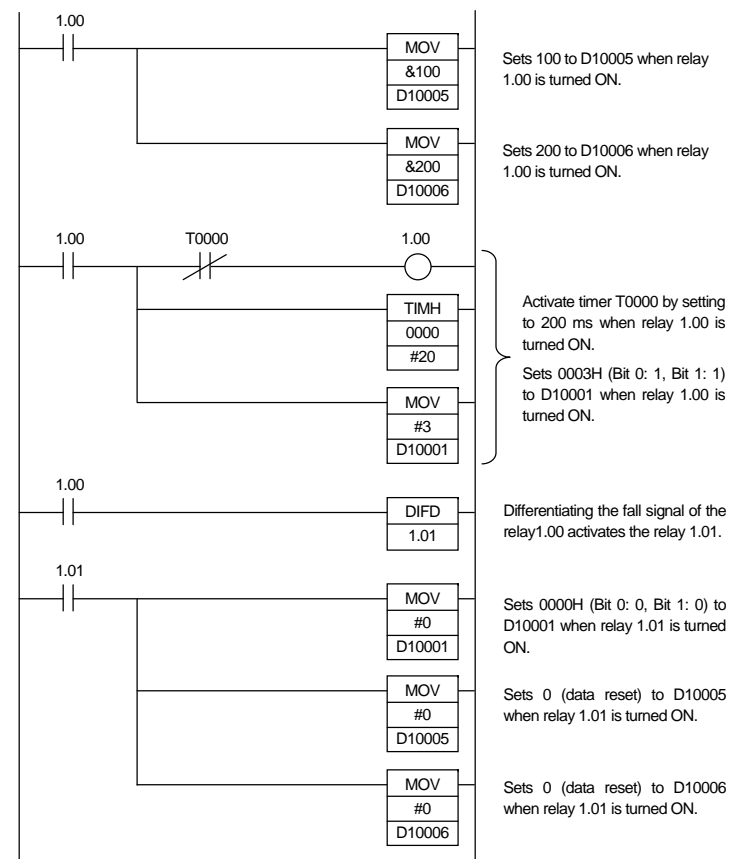 1.00
MOV
&100
D10005
Sets 100 to D10005 when relay
1.00 is turned ON.
MOV
&200
D10006
Sets 200 to D10006 when relay
1.00 is turned ON.
1.00
T0000
1.00
TIMH
0000
#20
Activate timer T0000 by setting
to 200 ms when relay 1.00 is
turned ON.
MOV
#3
D10001
Sets 0003H (Bit 0: 1, Bit 1: 1)
to D10001 when relay 1.00 is
turned ON.
1.00
DIFD
1.01
Differentiating the fall signal of the
relay1.00 activates the relay 1.01.
1.01
MOV
#0
D10001
Sets 0000H (Bit 0: 0, Bit 1: 0) to
D10001 when relay 1.01 is turned
ON.
MOV
#0
D10005
Sets 0 (data reset) to D10005
when relay 1.01 is turned ON.
MOV
#0
D10006
Sets 0 (data reset) to D10006
when relay 1.01 is turned ON.